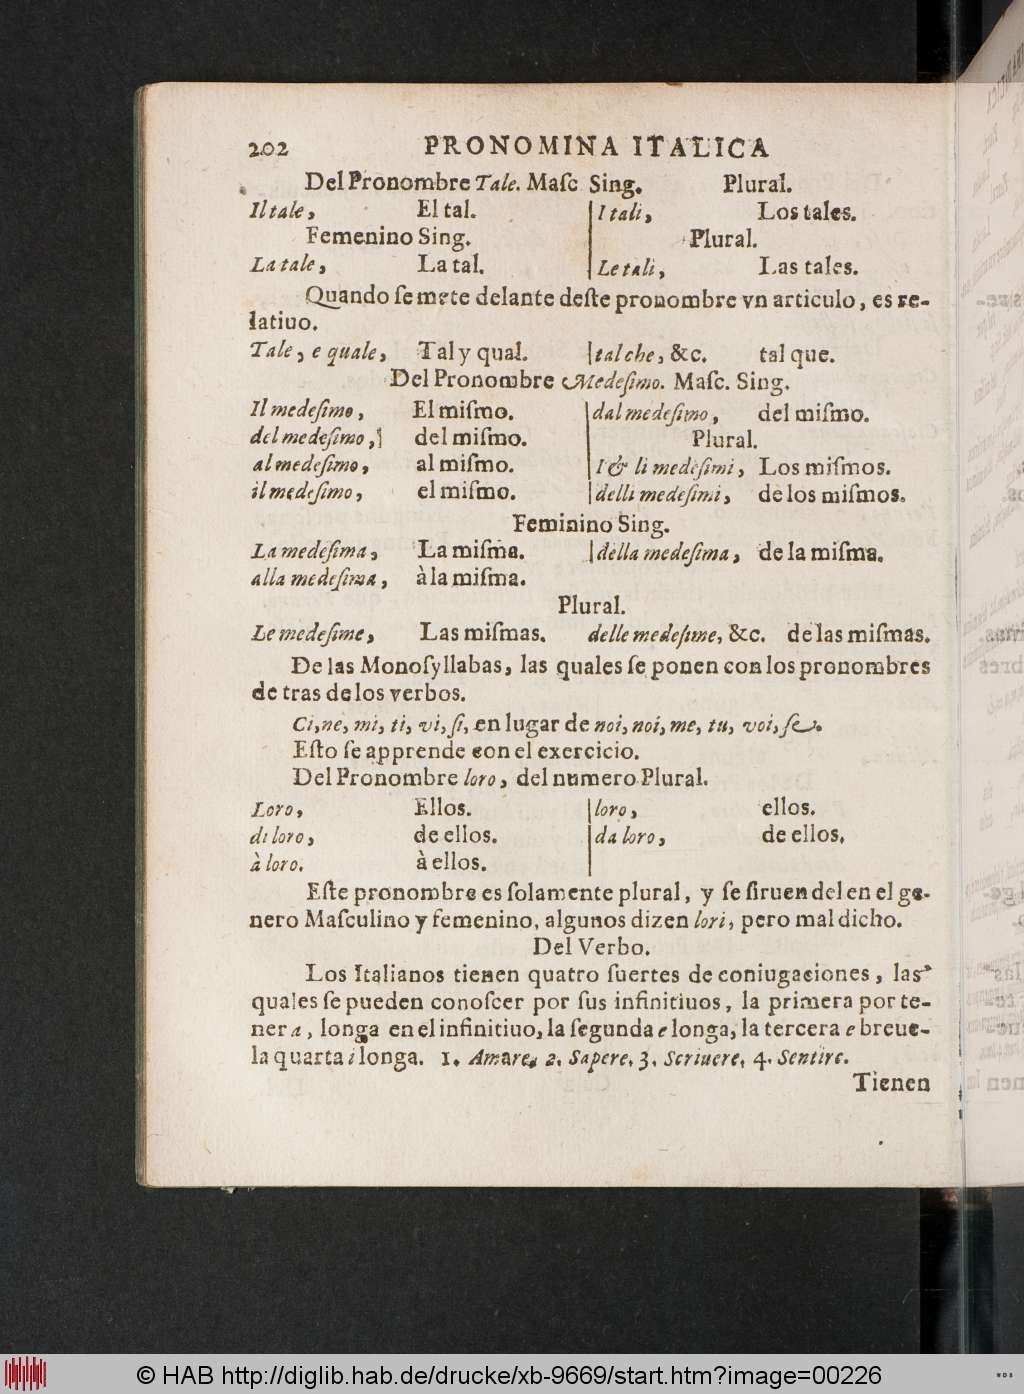 202 PRONOMINA ITALICA
Del Pronombre Tale. Maſc Sing. Plural.
Il tale, El tal. I tali, Los tales.
Femenino Sing. Plural.
La tale, La tal. Le tali, Las tales.
Quando ſe mete delante deſte pronombre vn articulo, es re-
latiuo.
Tale, e quale, Tal y qual. tal che, &c. tal que.
Del Pronombre Medeſimo. Maſc. Sing.
Il medeſimo, El miſmo. dal medeſimo, del miſmo.
del medeſimo, del miſmo. Plural.
al medeſimo, al miſmo. I & li medeſimi, Los miſmos.
il medeſimo, el miſmo. delli medeſimi, de los miſmos.
Feminino Sing.
La medeſima, La miſma. della medeſima, de la miſma.
alla medeſima, à la miſma.
Plural.
Le medeſime, Las miſmas. delle medeſime, &c. de las miſmas.
De las Monoſyllabas, las quales ſe ponen con los pronombres
de tras de los verbos.
Ci, ne, mi, ti, vi, ſi, en lugar de noi, noi, me, tu, voi, ſe.
Eſto ſe apprende con el exercicio.
Del Pronombre loro, del numero Plural.
Loro, Ellos. loro, ellos.
di loro, de ellos. da loro, de ellos.
à loro. à ellos.
Eſte pronombre es ſolamente plural, y ſe ſiruen del en el ge-
nero Maſculino y femenino, algunos dizen lori, pero mal dicho.
Del Verbo.
Los Italianos tienen quatro ſuertes de coniugaciones, las
quales ſe pueden conoſcer por ſus infinitiuos, la primera por te-
ner a, longa en el infinitiuo, la ſegunda e longa, la tercera e breue-
la quarta i longa. 1. Amare. 2. Sapere. 3. Scriuere. 4. Sentire.
Tienen
© HAB http://diglib.hab.de/drucke/xb-9669/start.htm?image=00226